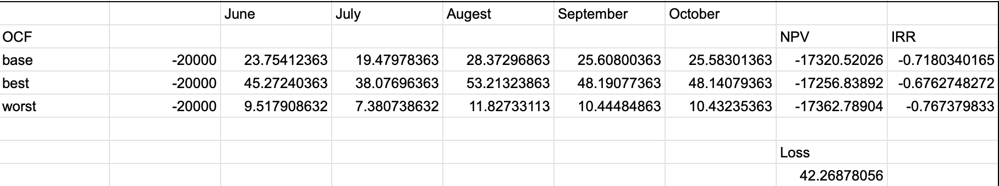 June July Augest September October
OCF NPV IRR
base -20000 23.75412363 19.47978363 28.37296863 25.60800363 25.58301363 -17320.52026 -0.7180340165
best -20000 45.27240363 38.07696363 53.21323863 48.19077363 48.14079363 -17256.83892 -0.6762748272
worst -20000 9.517908632 7.380738632 11.82733113 10.44484863 10.43235363 -17362.78904 -0.767379833
Loss
42.26878056